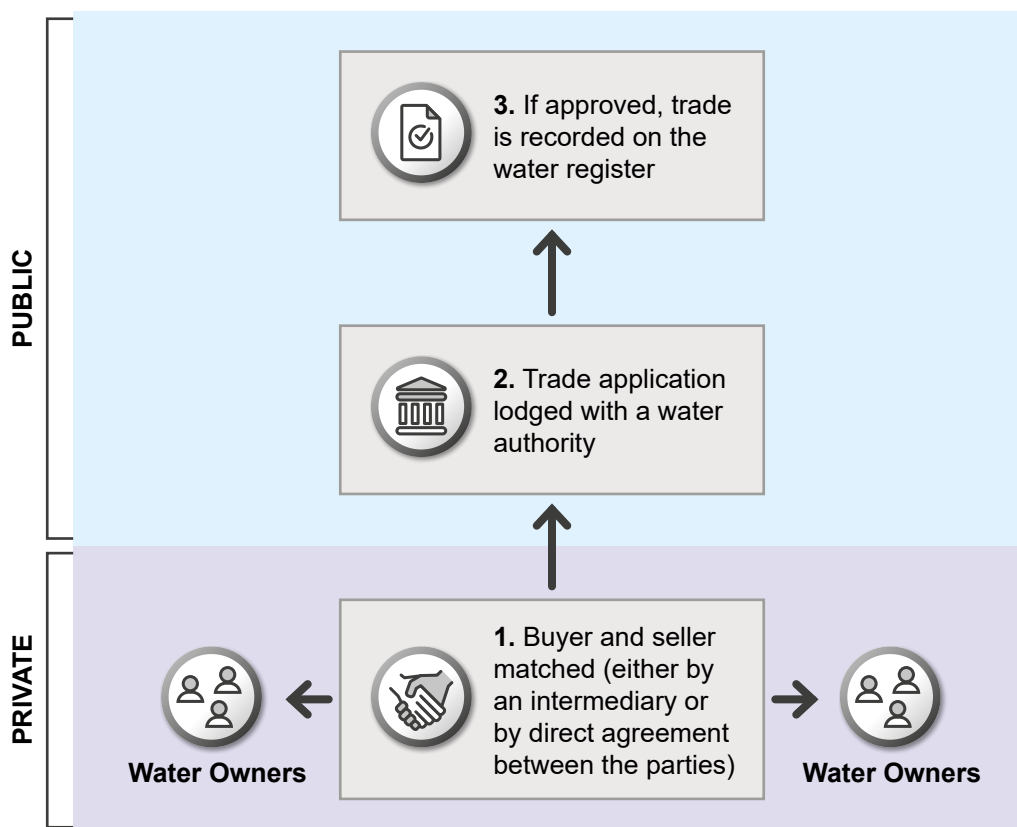 PUBLIC
3. If approved, trade
is recorded on the
water register
2. Trade application
lodged with a water
authority
PRIVATE
1. Buyer and seller
matched (either by
an intermediary or
by direct agreement
between the parties)
Water Owners
Water Owners